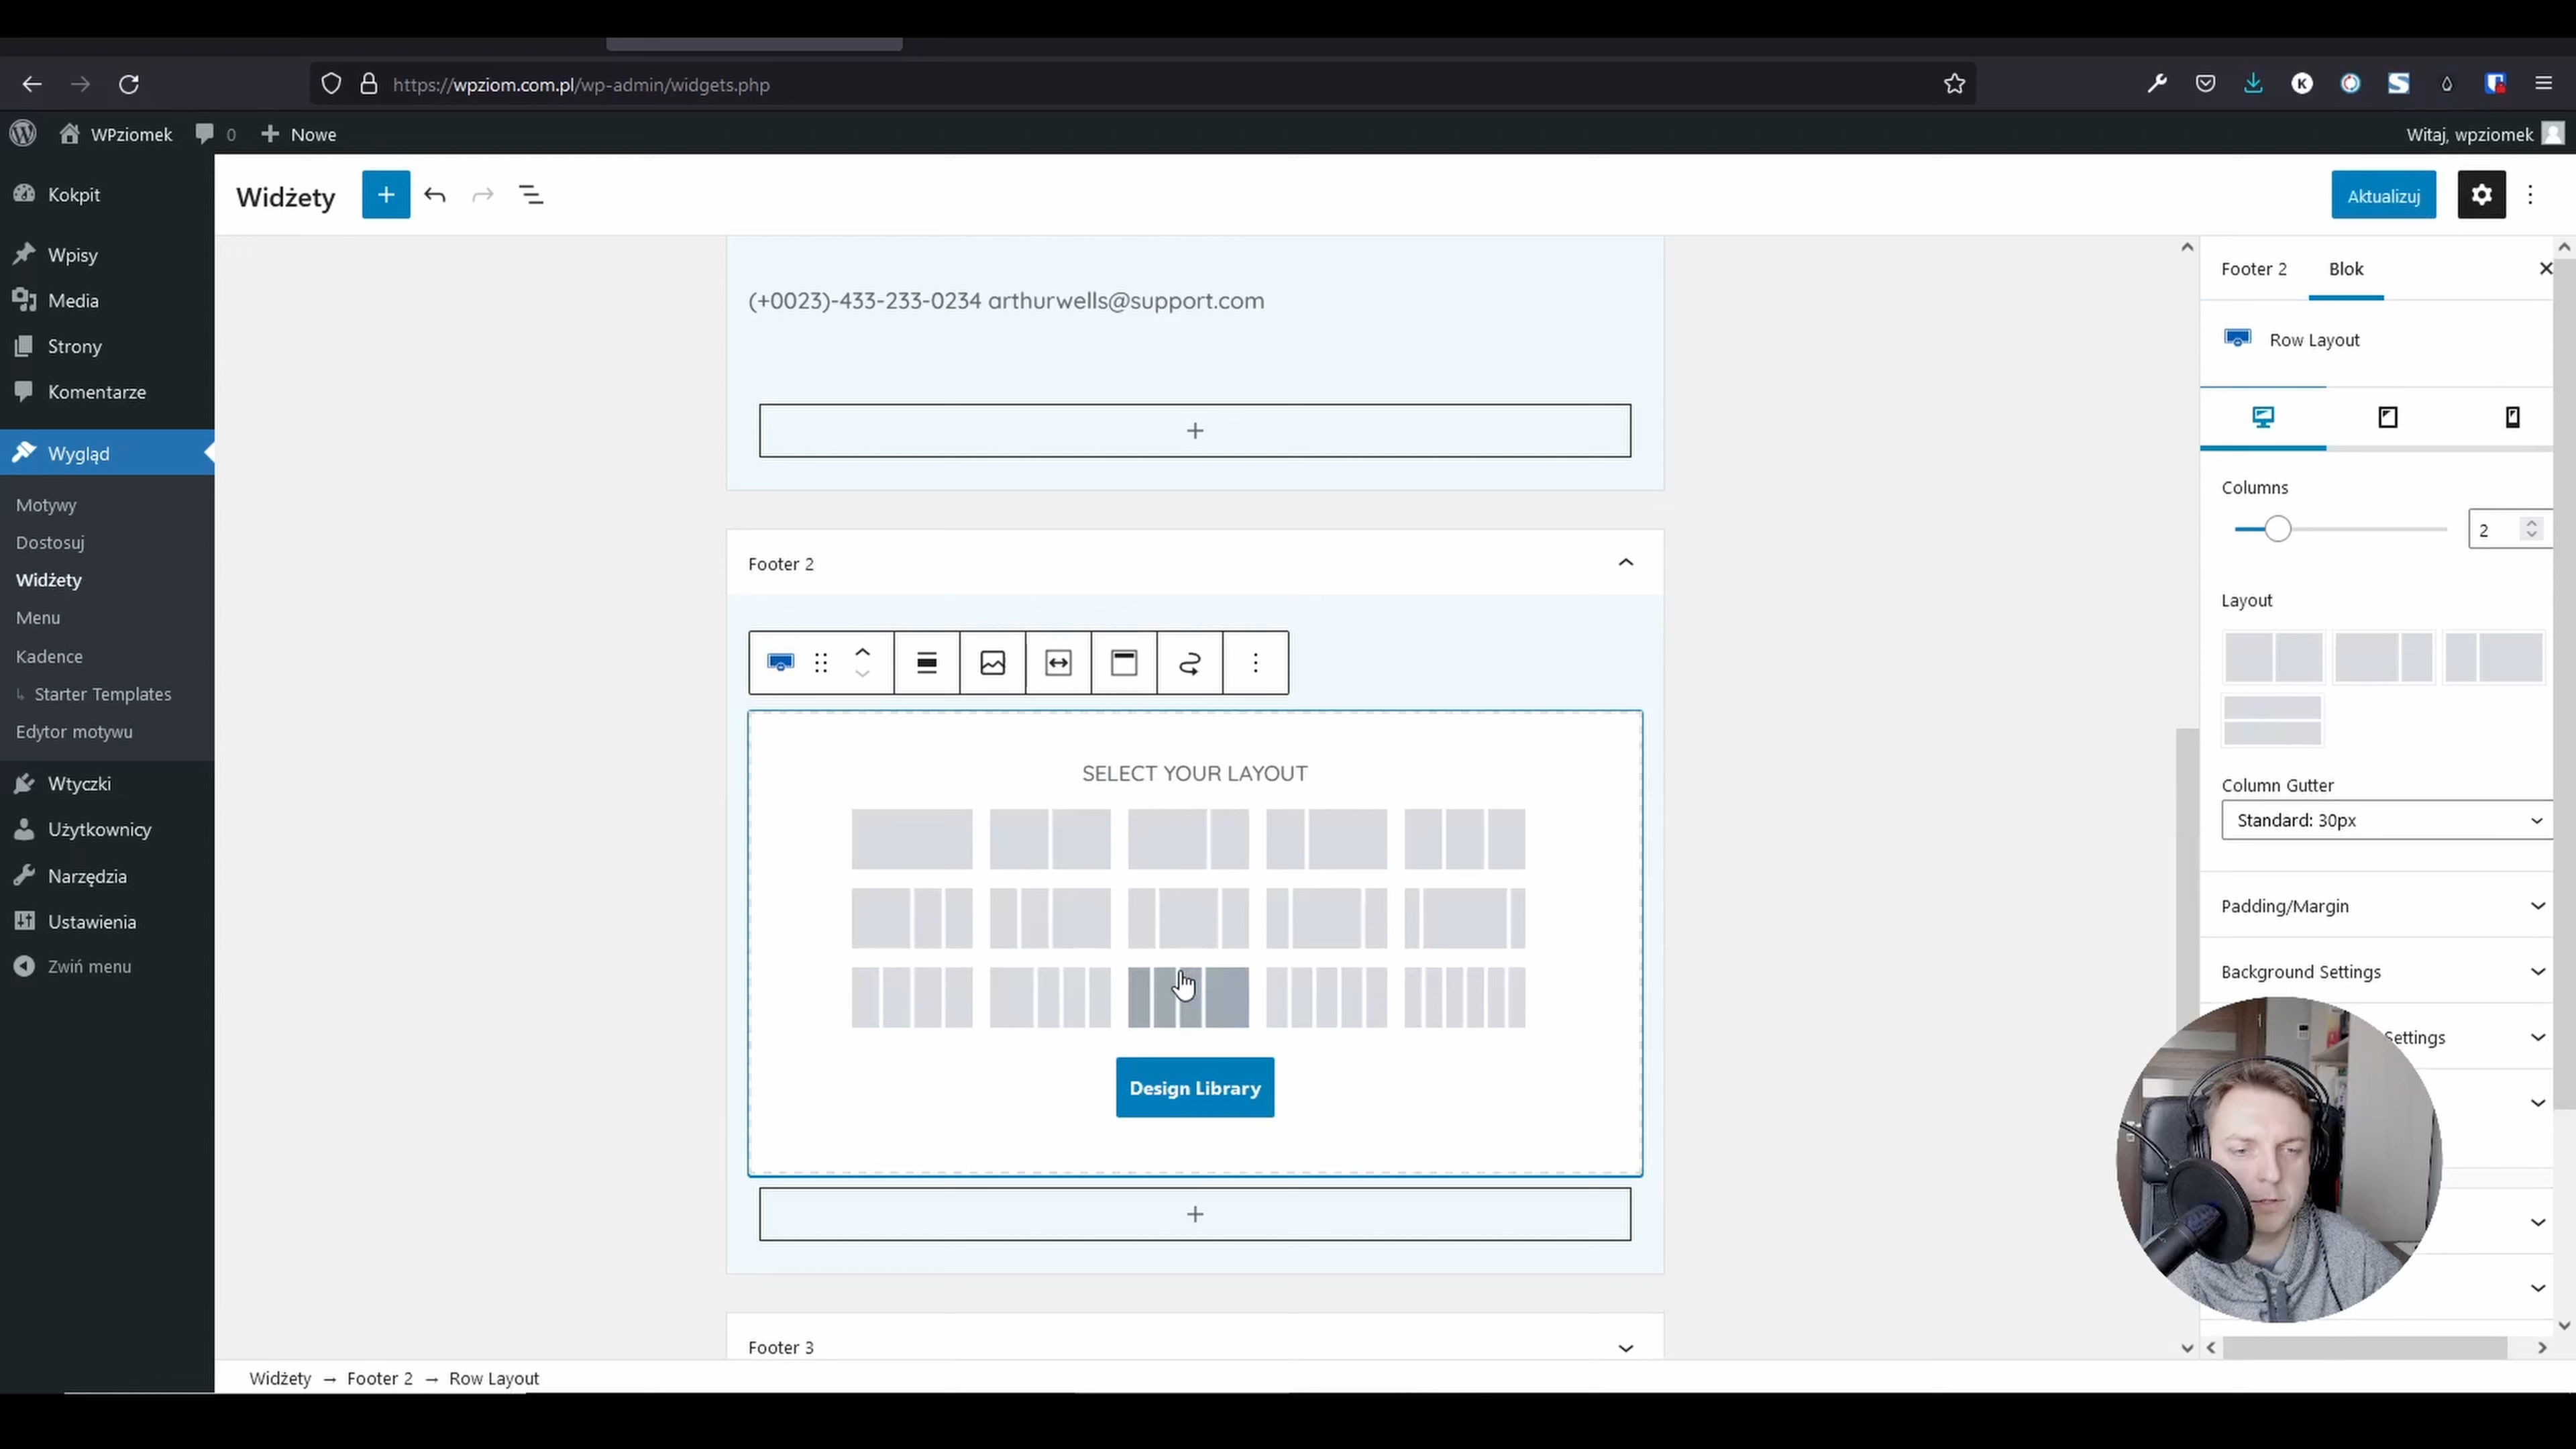 https://wpziom.com.pl/wp-admin/widgets.php
K
S
WPziomek
0
Nowe
Witaj, wpziomek
Kokpit
Wpisy
Media
Strony
Komentarze
Wygląd
Motywy
Dostosuj
Widżety
Menu
Kadence
Starter Templates
Edytor motywu
Wtyczki
Użytkownicy
Narzędzia
Ustawienia
Zwiń menu
Widżety
Aktualizuj
(+0023)-433-233-0234 arthurwells@support.com
Footer 2
SELECT YOUR LAYOUT
Design Library
Footer 3
Widżety → Footer 2 → Row Layout
Footer 2
Blok
Row Layout
Columns
2
Layout
Column Gutter
Standard: 30px
Padding/Margin
Background Settings
Settings